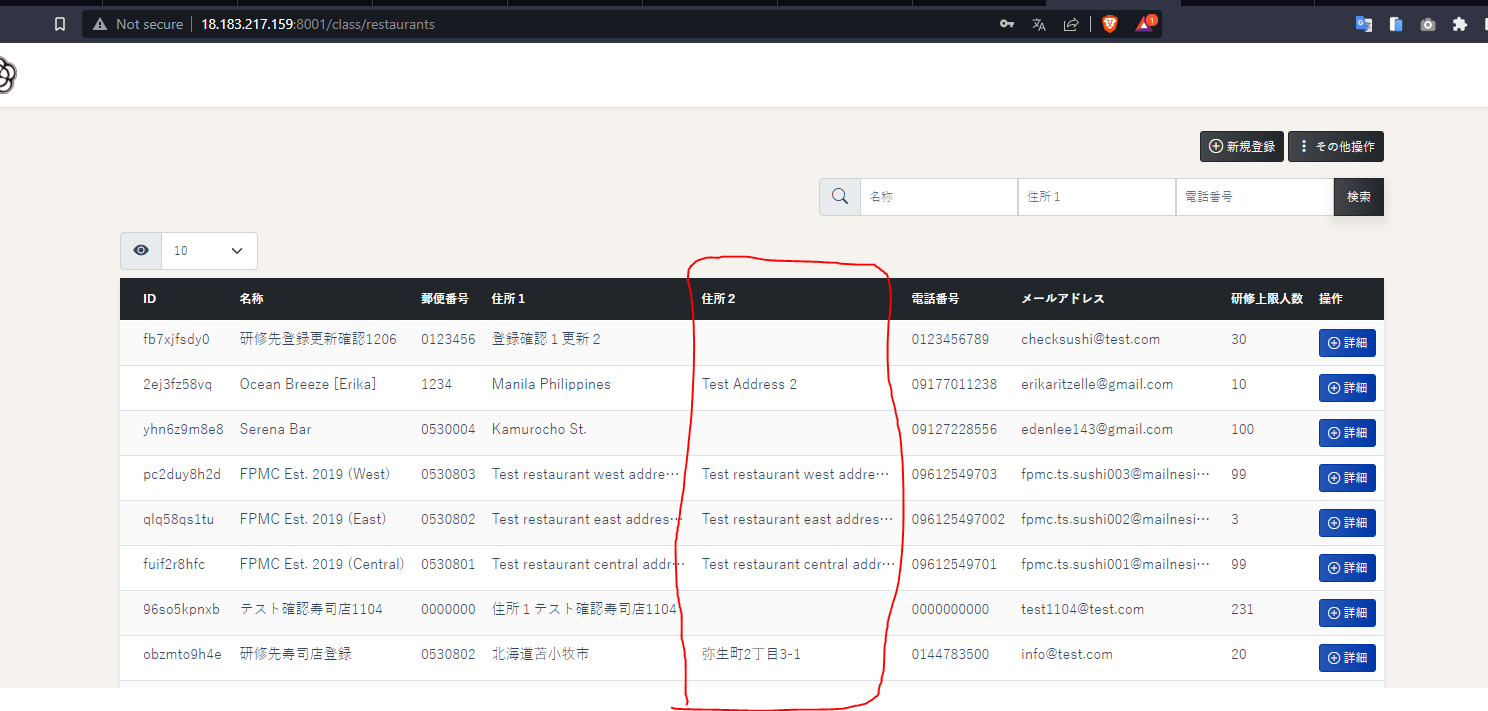 Not secure 18.183.217.159:8001/class/restaurants 1
新規登録 その他操作
名称 住所１ 電話番号 検索
10
ID 名称 郵便番号 住所１ 住所２ 電話番号 メールアドレス 研修上限人数 操作
fb7xjfsdy0 研修先登録更新確認1206 0123456 登録確認１更新２ 0123456789 checksushi@test.com 30 詳細
2ej3fz58vq Ocean Breeze [Erika] 1234 Manila Philippines Test Address 2 09177011238 erikaritzelle@gmail.com 10 詳細
yhn6z9m8e8 Serena Bar 0530004 Kamurocho St. 09127228556 edenlee143@gmail.com 100 詳細
pc2duy8h2d FPMC Est. 2019 (West) 0530803 Test restaurant west addre… Test restaurant west addre… 09612549703 fpmc.ts.sushi003@mailnesi… 99 詳細
qlq58qs1tu FPMC Est. 2019 (East) 0530802 Test restaurant east addres… Test restaurant east addres… 096125497002 fpmc.ts.sushi002@mailnesi… 3 詳細
fuif2r8hfc FPMC Est. 2019 (Central) 0530801 Test restaurant central addr… Test restaurant central addr… 09612549701 fpmc.ts.sushi001@mailnesi… 99 詳細
96so5kpnxb テスト確認寿司店1104 0000000 住所１テスト確認寿司店1104 0000000000 test1104@test.com 231 詳細
obzmto9h4e 研修先寿司店登録 0530802 北海道苫小牧市 弥生町2丁目3-1 0144783500 info@test.com 20 詳細